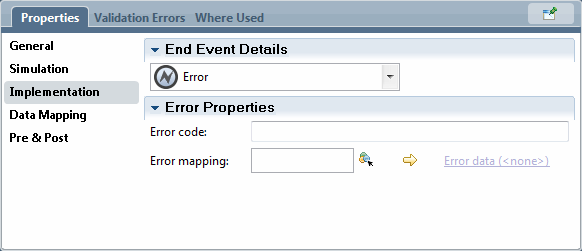 Properties Validation Errors Where Used
General
Simulation
Implementation
Data Mapping
Pre & Post
End Event Details
Error
Error Properties
Error code:
Error mapping: Error data (<none>)